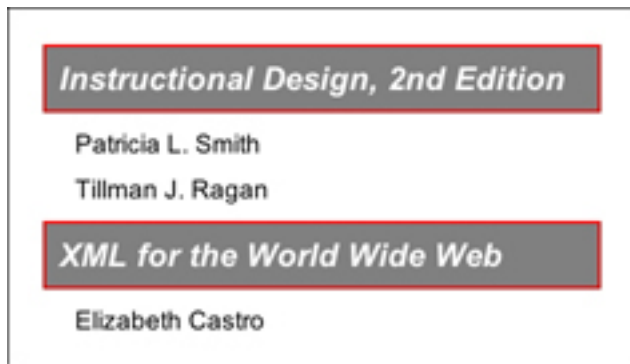 Instructional Design, 2nd Edition
Patricia L. Smith
Tillman J. Ragan
XML for the World Wide Web
Elizabeth Castro